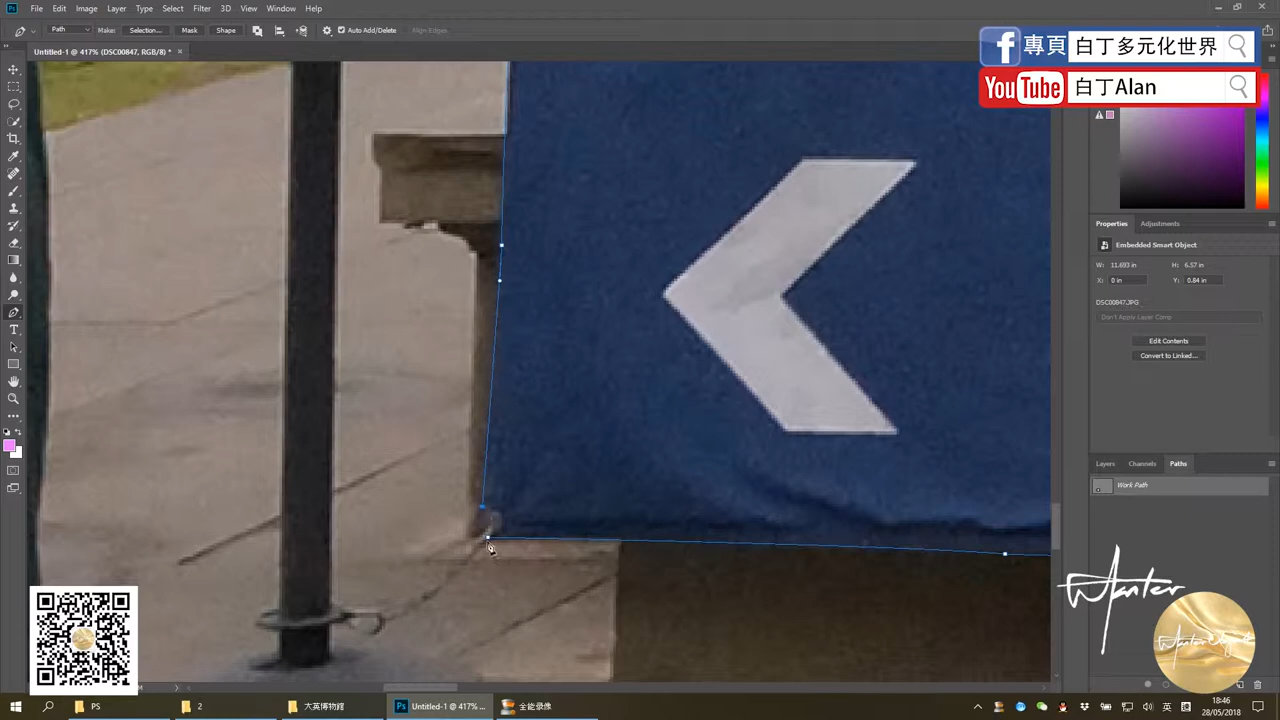 File Edit Image Layer Type Select Filter 3D View Window Help
Path Make: Selection... Mask Shape Auto Add/Delete Align Edges
Untitled-1 @ 417% (DSC00847, RGB/8) *
專頁 白丁多元化世界
YouTube 白丁Alan
Properties Adjustments
Embedded Smart Object
W: 11.693 in H: 6.57 in
X: 0 in Y: 0.84 in
DSC00847.JPG
Don't Apply Layer Comp
Edit Contents
Convert to Linked...
Layers Channels Paths
Work Path
PS 2 大英博物館 Untitled-1 @ 417% ... 全能录像
英
18:46
28/05/2018